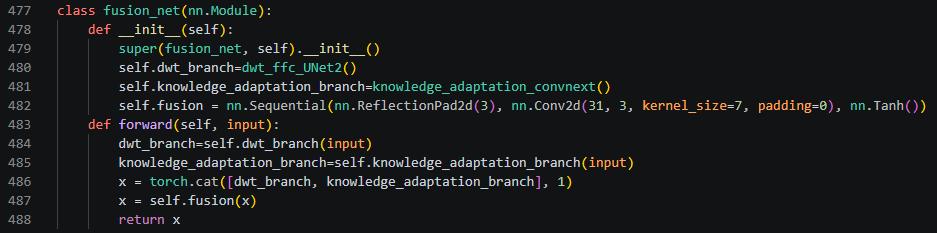 477 class fusion_net(nn.Module):
478     def __init__(self):
479         super(fusion_net, self).__init__()
480         self.dwt_branch=dwt_ffc_UNet2()
481         self.knowledge_adaptation_branch=knowledge_adaptation_convnext()
482         self.fusion = nn.Sequential(nn.ReflectionPad2d(3), nn.Conv2d(31, 3, kernel_size=7, padding=0), nn.Tanh())
483     def forward(self, input):
484         dwt_branch=self.dwt_branch(input)
485         knowledge_adaptation_branch=self.knowledge_adaptation_branch(input)
486         x = torch.cat([dwt_branch, knowledge_adaptation_branch], 1)
487         x = self.fusion(x)
488         return x